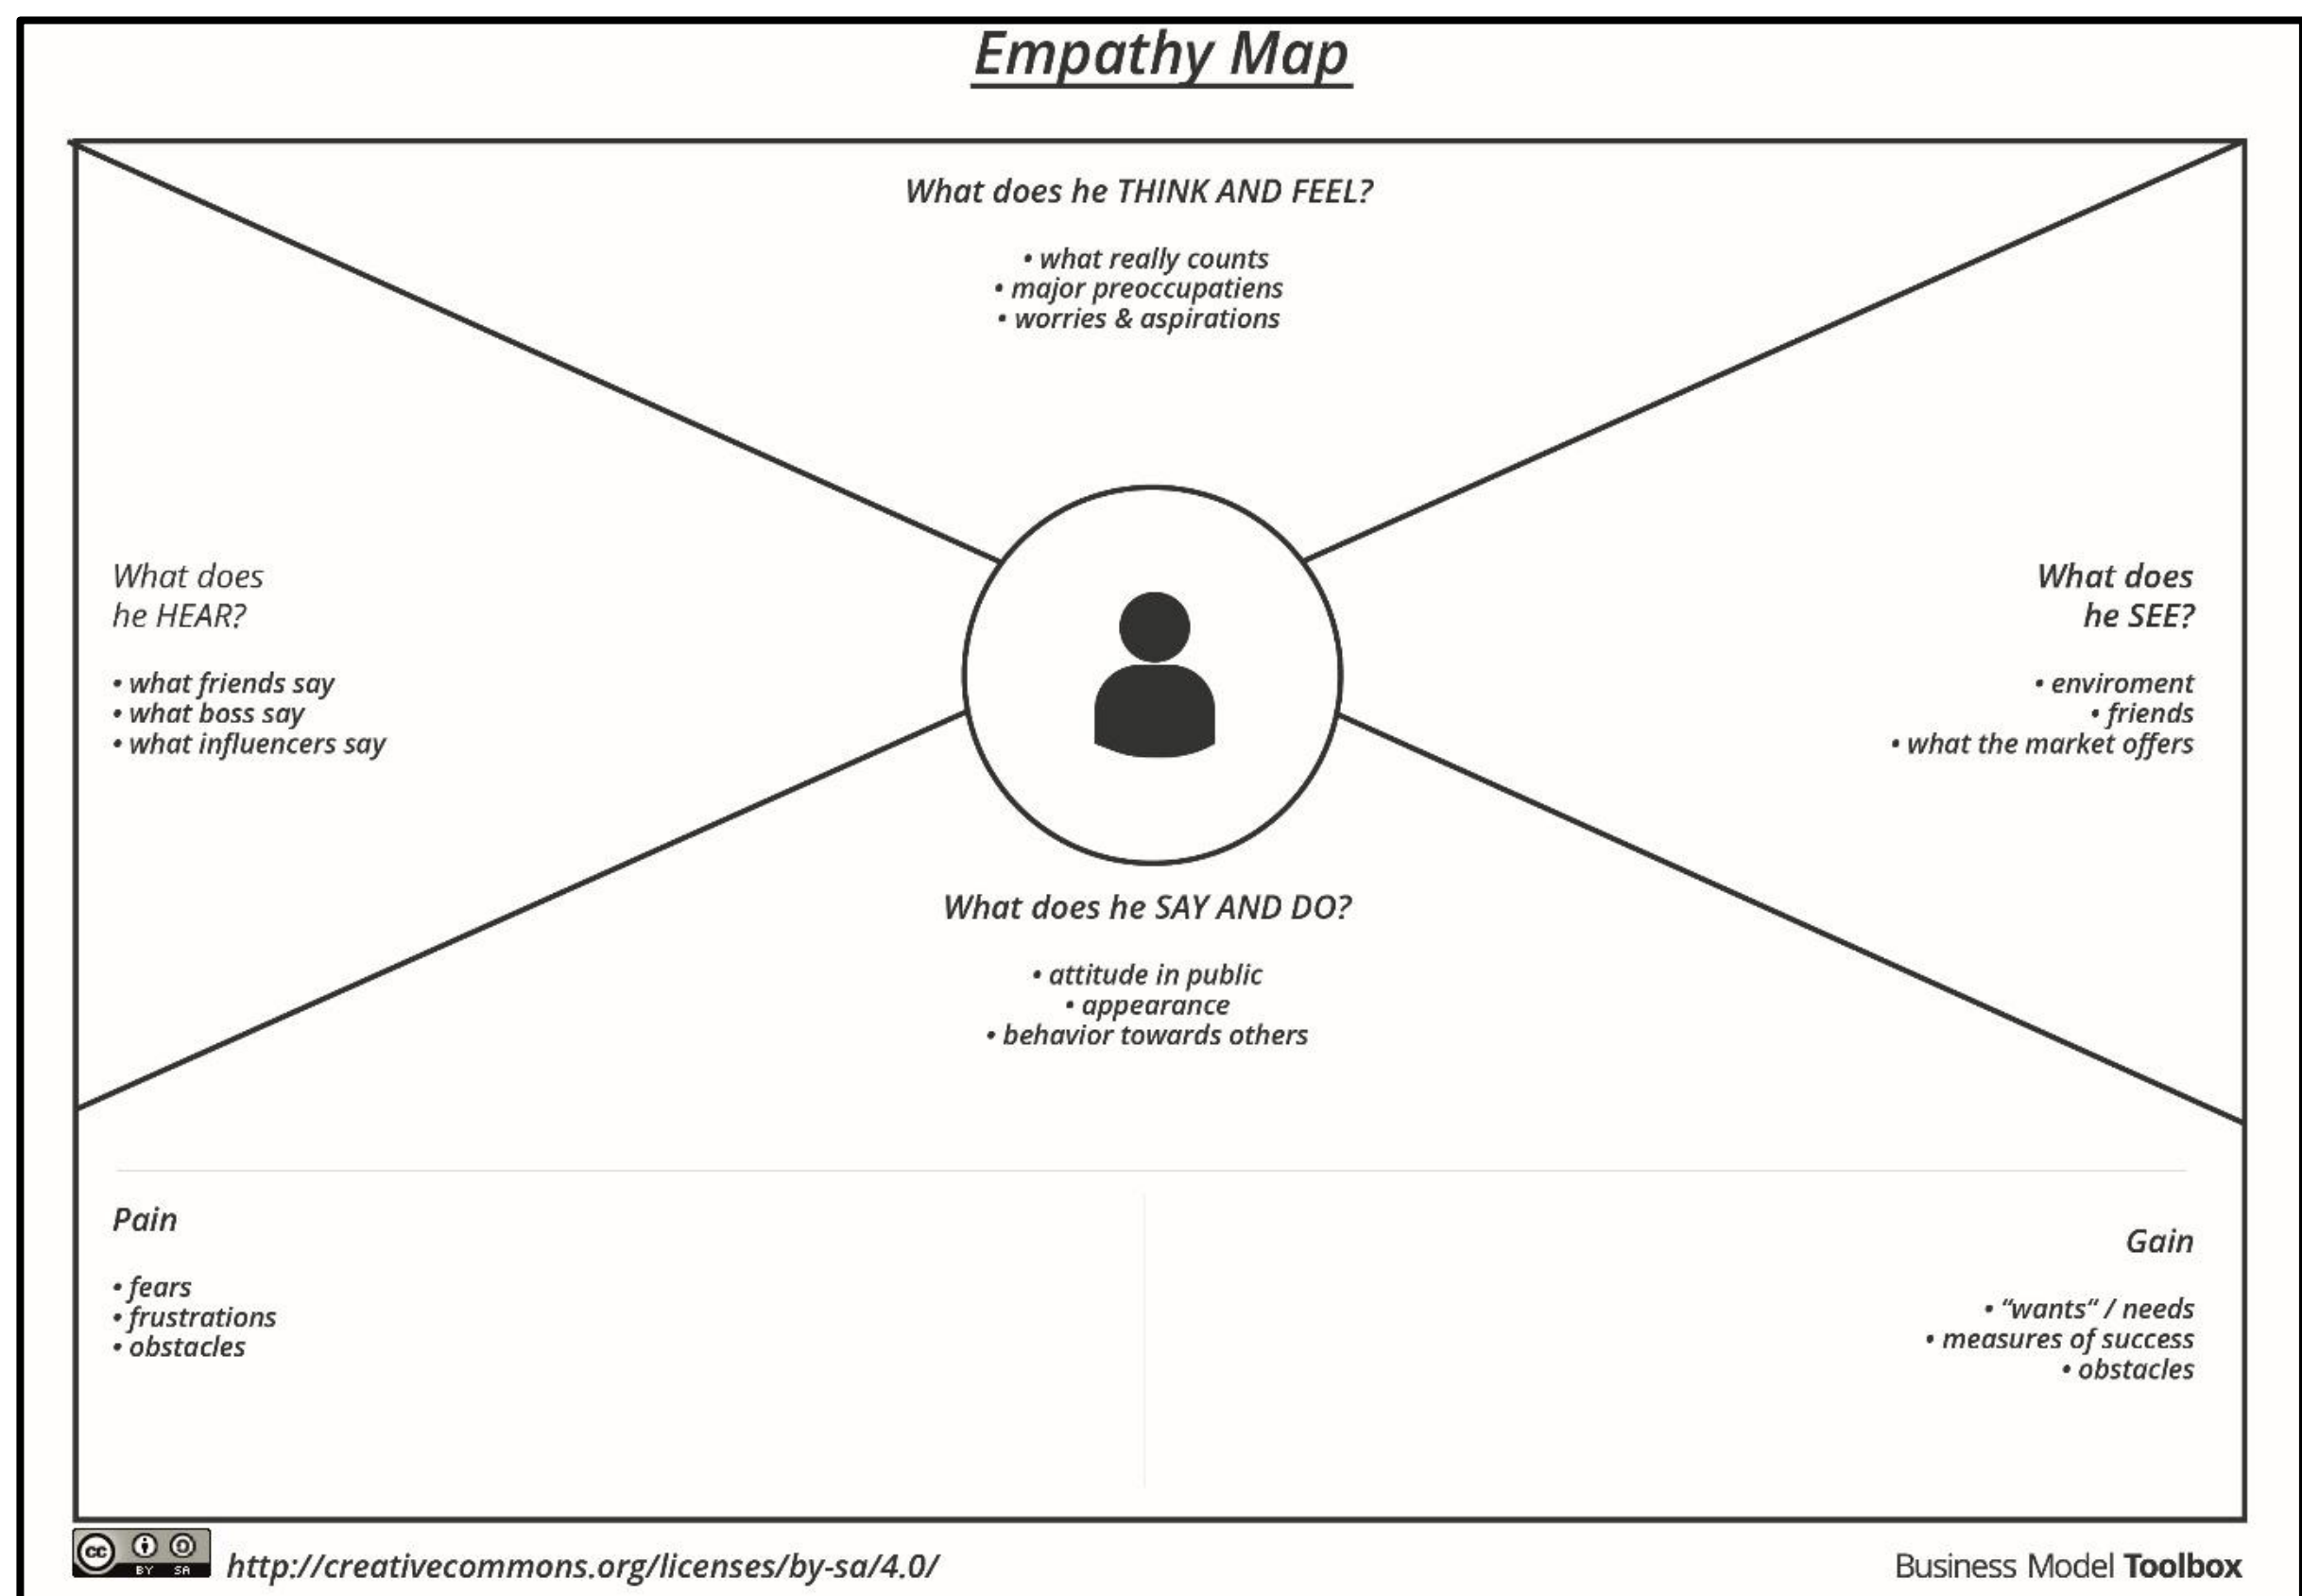 Empathy Map
What does he THINK AND FEEL?
• what really counts
• major preoccupatiens
• worries & aspirations
What does
he HEAR?
• what friends say
• what boss say
• what influencers say
What does
he SEE?
• enviroment
• friends
• what the market offers
What does he SAY AND DO?
• attitude in public
• appearance
• behavior towards others
Pain
• fears
• frustrations
• obstacles
Gain
• “wants“ / needs
• measures of success
• obstacles
cc BY SA
http://creativecommons.org/licenses/by-sa/4.0/
Business Model Toolbox